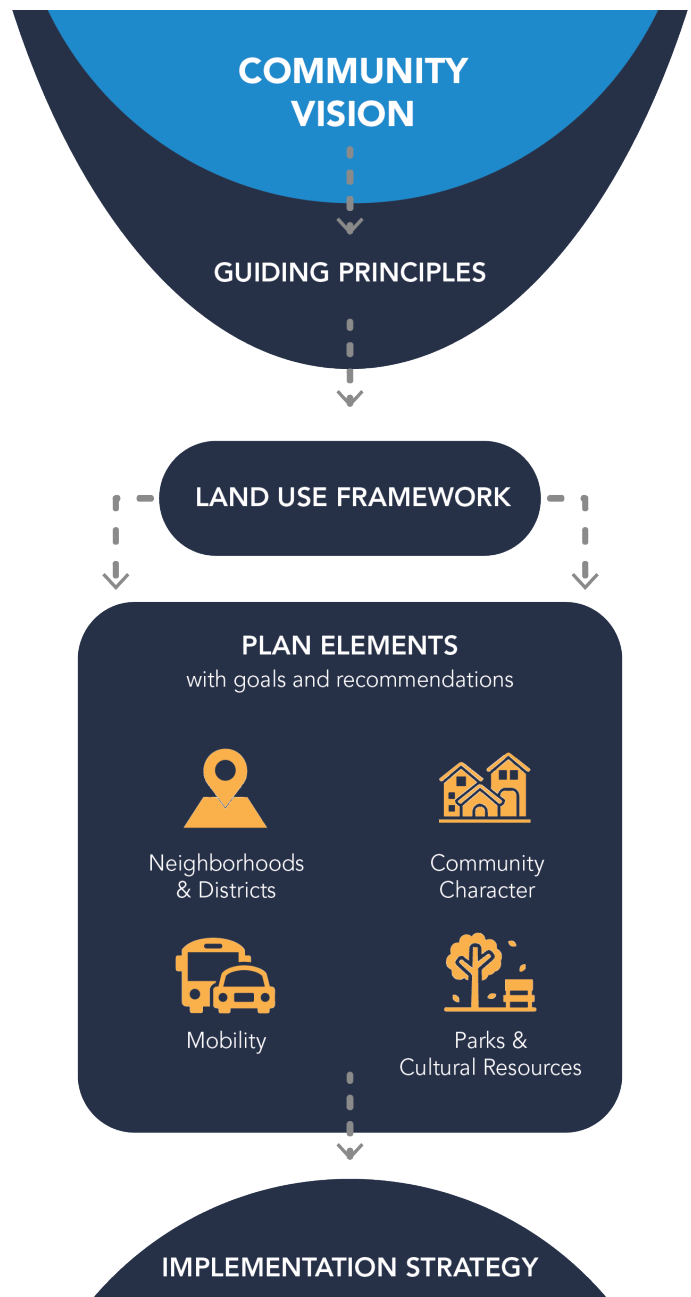 COMMUNITY
VISION
GUIDING PRINCIPLES
LAND USE FRAMEWORK
PLAN ELEMENTS
with goals and recommendations
Neighborhoods
& Districts
Community
Character
Mobility
Parks &
Cultural Resources
IMPLEMENTATION STRATEGY